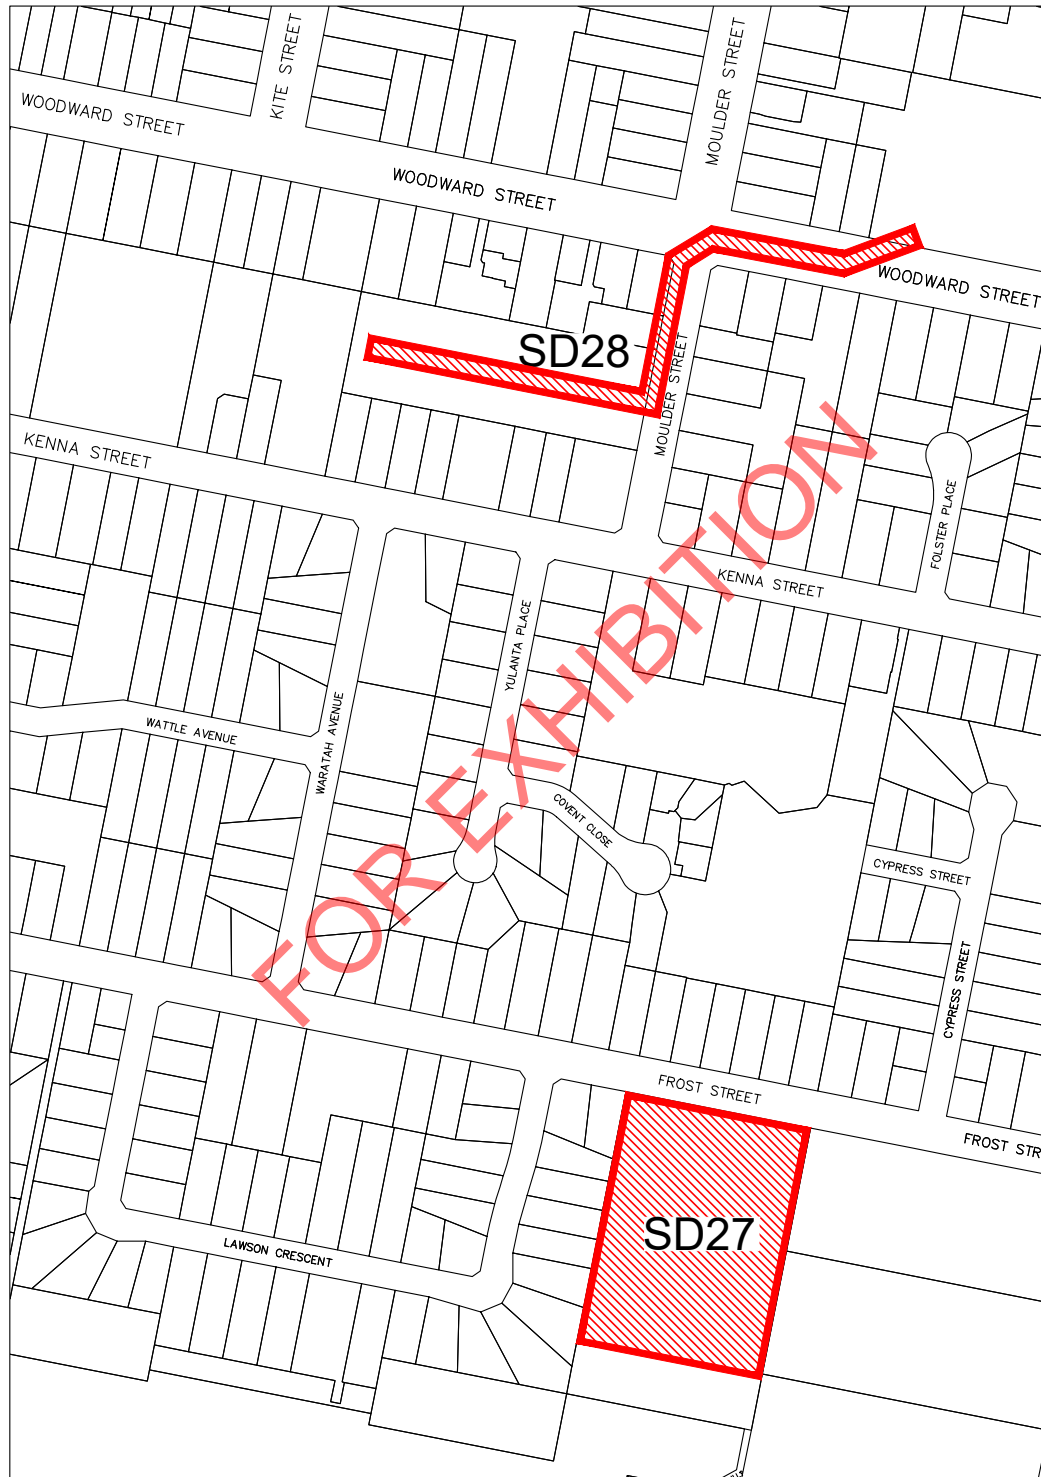 KITE STREET
MOULDER STREET
WOODWARD STREET
WOODWARD STREET
WOODWARD STREET
SD28
MOULDER STREET
KENNA STREET
FOLSTER PLACE
KENNA STREET
YULANTA PLACE
WATTLE AVENUE
WARATAH AVENUE
COVENT CLOSE
CYPRESS STREET
CYPRESS STREET
FOR EXHIBITION
FROST STREET
FROST STR
SD27
LAWSON CRESCENT